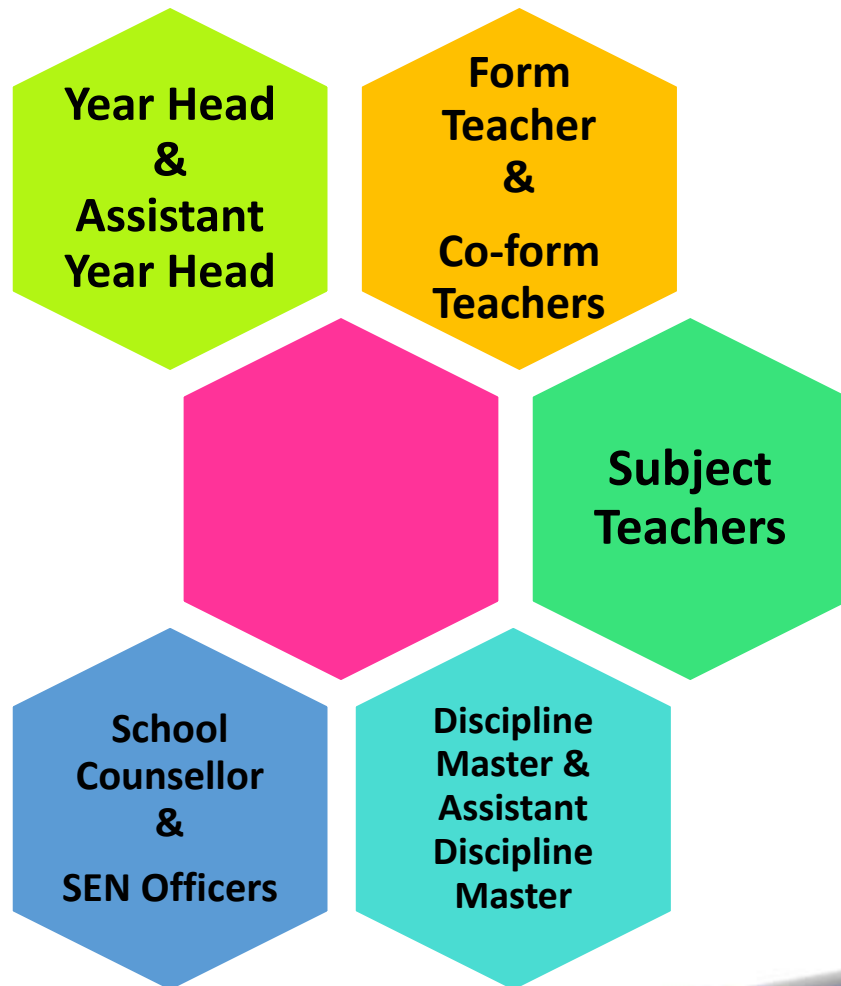 Year Head
&
Assistant
Year Head
Form
Teacher
&
Co-form
Teachers
Subject
Teachers
School
Counsellor
&
SEN Officers
Discipline
Master &
Assistant
Discipline
Master